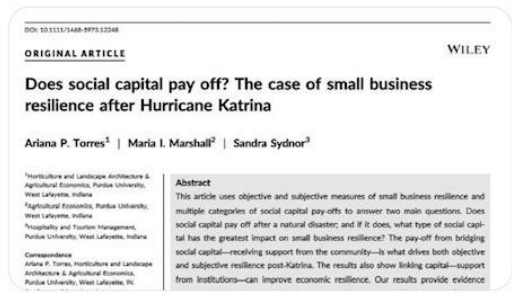 DOI: 10.1111/1468-5973.12248
ORIGINAL ARTICLE
WILEY
Does social capital pay off? The case of small business
resilience after Hurricane Katrina
Ariana P. Torres1 | Maria I. Marshall2 | Sandra Sydnor3
1Horticulture and Landscape Architecture &
Agricultural Economics, Purdue University,
West Lafayette, Indiana
2Agricultural Economics, Purdue University,
West Lafayette, Indiana
3Hospitality and Tourism Management,
Purdue University, West Lafayette, Indiana
Correspondence
Ariana P. Torres, Horticulture and Landscape
Architecture & Agricultural Economics,
Purdue University, West Lafayette, IN.
Abstract
This article uses objective and subjective measures of small business resilience and
multiple categories of social capital pay-offs to answer two main questions. Does
social capital pay off after a natural disaster; and if it does, what type of social capi-
tal has the greatest impact on small business resilience? The pay-off from bridging
social capital—receiving support from the community—is what drives both objective
and subjective resilience post-Katrina. The results also show linking capital—support
from institutions—can improve economic resilience. Our results provide evidence